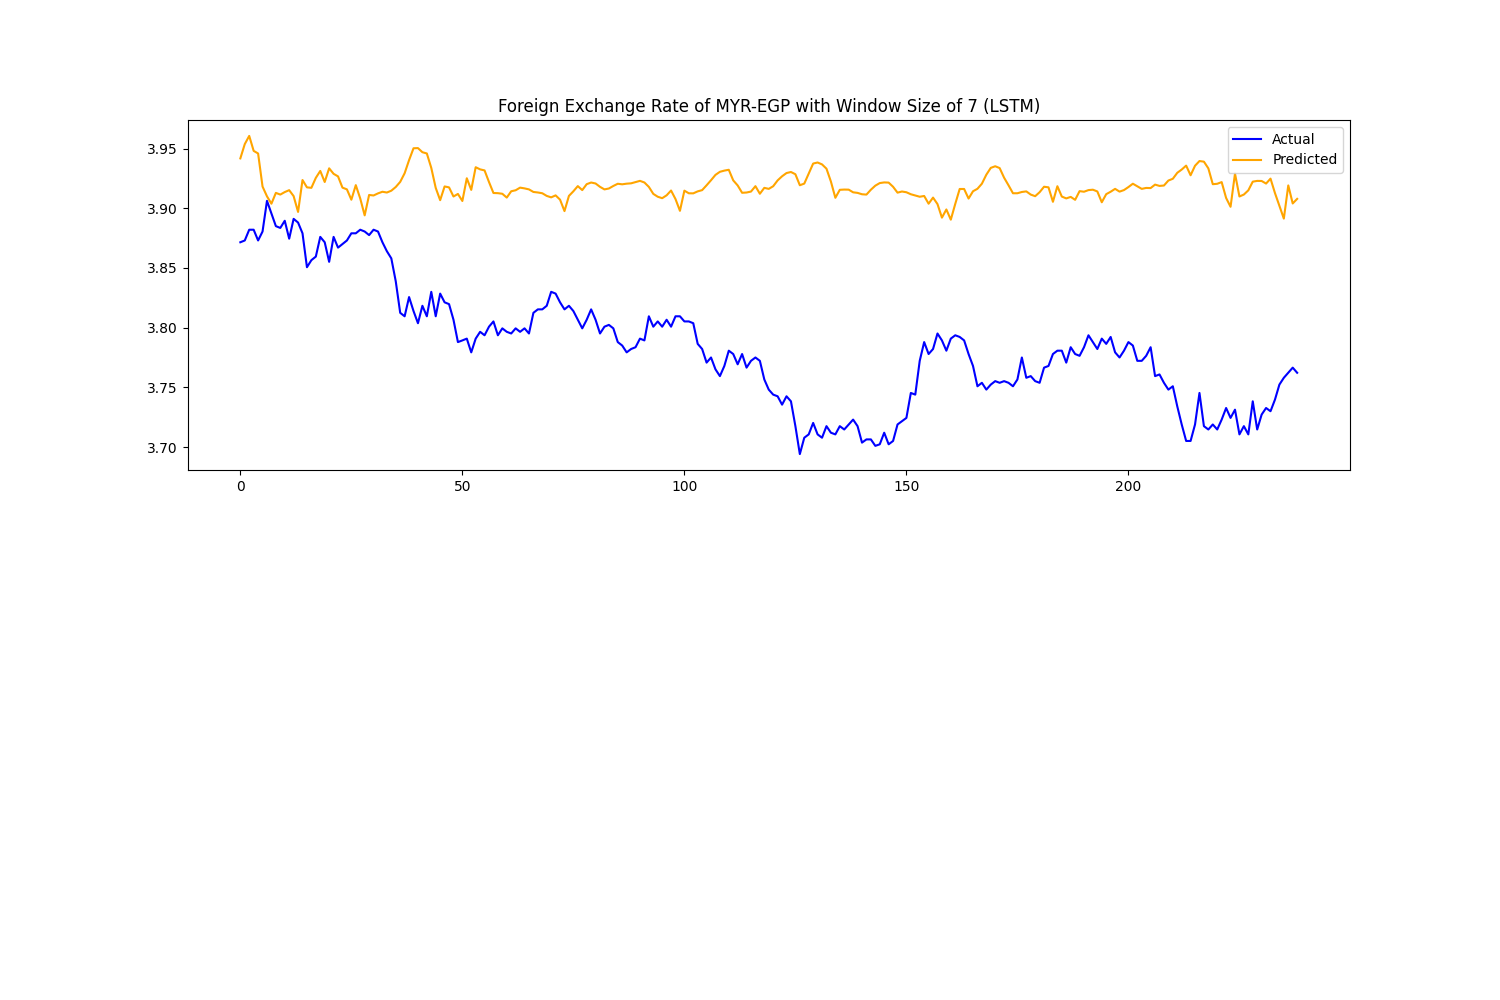 Foreign Exchange Rate of MYR-EGP with Window Size of 7 (LSTM)
Actual
Predicted
3.95
3.90
3.85
3.80
3.75
3.70
0 50 100 150 200